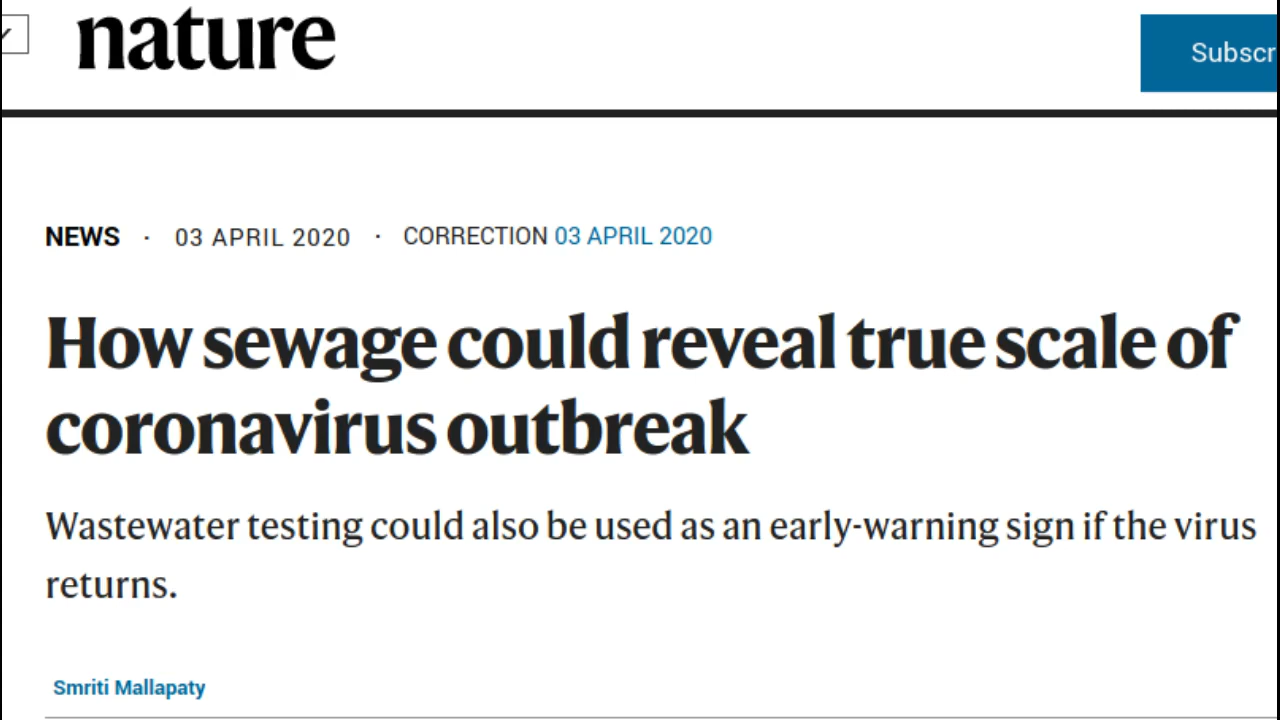 nature
Subscr
NEWS · 03 APRIL 2020 · CORRECTION 03 APRIL 2020
How sewage could reveal true scale of
coronavirus outbreak
Wastewater testing could also be used as an early-warning sign if the virus
returns.
Smriti Mallapaty